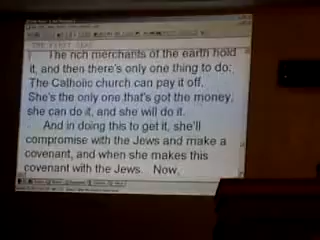 THE FIRST SEAL
The rich merchants of the earth hold
it, and then there's only one thing to do:
The Catholic church can pay it off.
She's the only one that's got the money;
she can do it, and she will do it.
And in doing this to get it, she'll
compromise with the Jews and make a
covenant, and when she makes this
covenant with the Jews. Now,